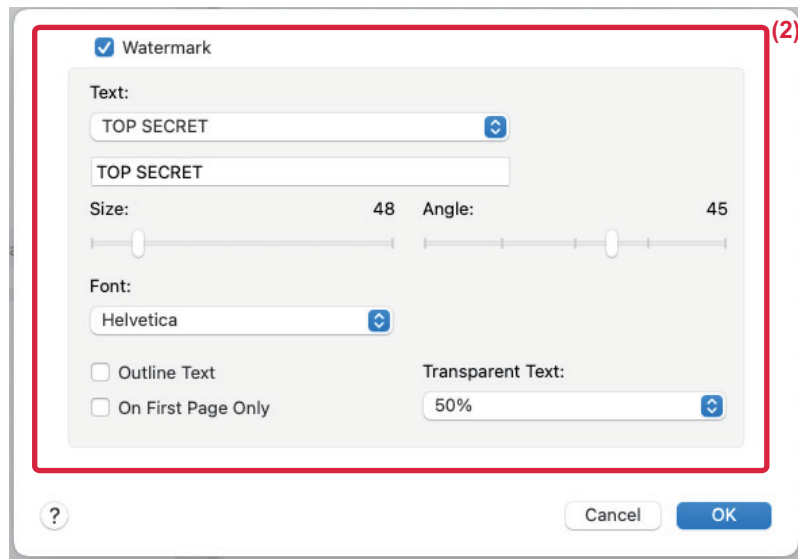 (2)
Watermark
Text:
TOP SECRET
TOP SECRET
Size: 48 Angle: 45
Font:
Helvetica
Outline Text Transparent Text:
On First Page Only 50%
? Cancel OK